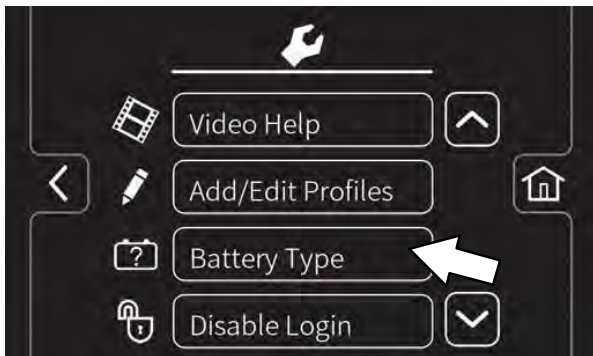 Video Help
Add/Edit Profiles
?
Battery Type
Disable Login